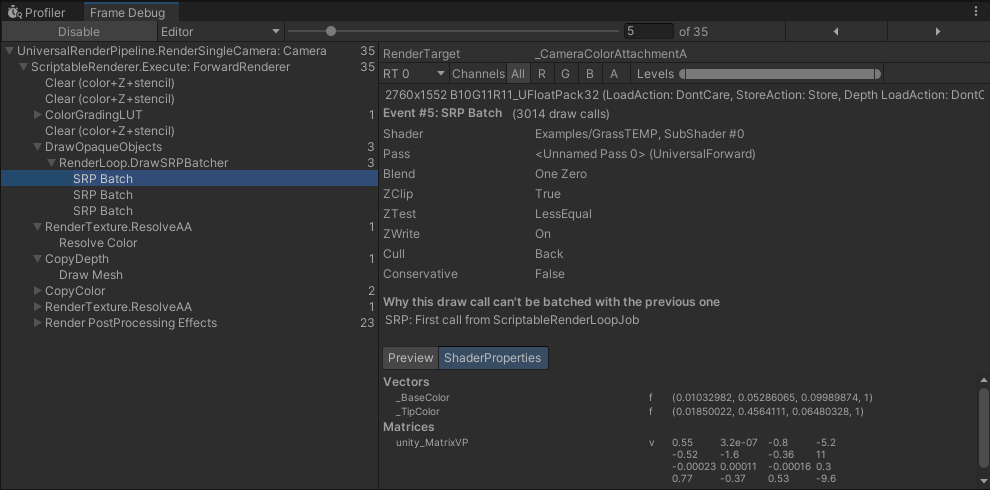 Profiler Frame Debug
Disable Editor 5 of 35
UniversalRenderPipeline.RenderSingleCamera: Camera 35
ScriptableRenderer.Execute: ForwardRenderer 35
Clear (color+Z+stencil)
Clear (color+Z+stencil)
ColorGradingLUT 1
Clear (color+Z+stencil)
DrawOpaqueObjects 3
RenderLoop.DrawSRPBatcher 3
SRP Batch
SRP Batch
SRP Batch
RenderTexture.ResolveAA 1
Resolve Color
CopyDepth 1
Draw Mesh
CopyColor 2
RenderTexture.ResolveAA 1
Render PostProcessing Effects 23
RenderTarget _CameraColorAttachmentA
RT 0 Channels All R G B A Levels
2760x1552 B10G11R11_UFloatPack32 (LoadAction: DontCare, StoreAction: Store, Depth LoadAction: DontC
Event #5: SRP Batch (3014 draw calls)
Shader Examples/GrassTEMP, SubShader #0
Pass <Unnamed Pass 0> (UniversalForward)
Blend One Zero
ZClip True
ZTest LessEqual
ZWrite On
Cull Back
Conservative False
Why this draw call can't be batched with the previous one
SRP: First call from ScriptableRenderLoopJob
Preview ShaderProperties
Vectors
_BaseColor f (0.01032982, 0.05286065, 0.09989874, 1)
_TipColor f (0.01850022, 0.4564111, 0.06480328, 1)
Matrices
unity_MatrixVP v 0.55 3.2e-07 -0.8 -5.2
-0.52 -1.6 -0.36 11
-0.00023 0.00011 -0.00016 0.3
0.77 -0.37 0.53 -9.6